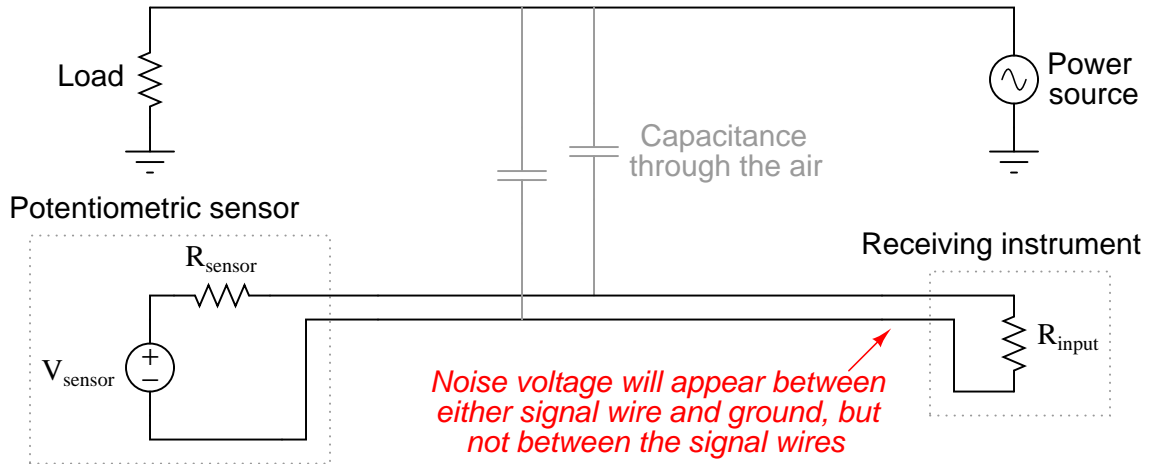 Load
Power
source
Capacitance
through the air
Potentiometric sensor
Receiving instrument
Rsensor
Rinput
Vsensor
+
−
Noise voltage will appear between
either signal wire and ground, but
not between the signal wires